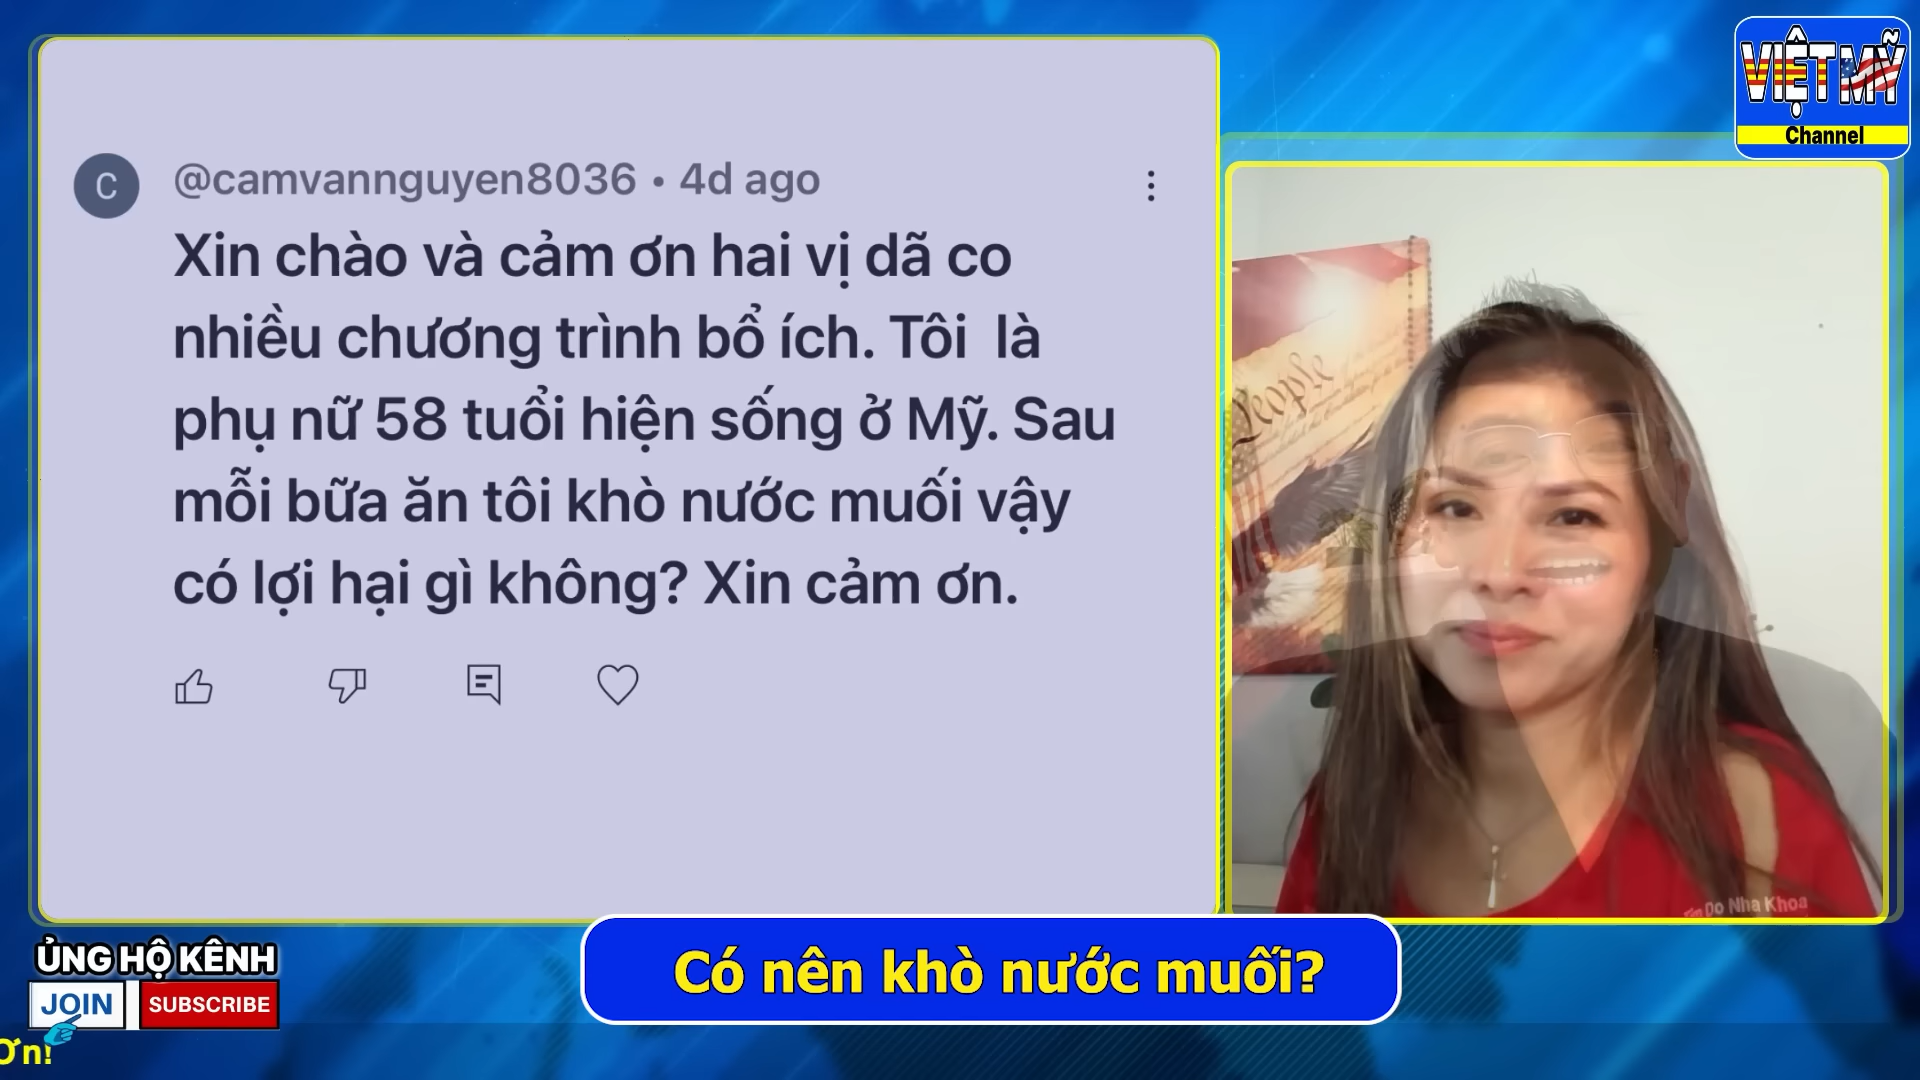 VIỆT MỸ
Channel
C
@camvannguyen8036 • 4d ago
Xin chào và cảm ơn hai vị dã co
nhiều chương trình bổ ích. Tôi là
phụ nữ 58 tuổi hiện sống ở Mỹ. Sau
mỗi bữa ăn tôi khò nước muối vậy
có lợi hại gì không? Xin cảm ơn.
People
Do Nha Khoa
Có nên khò nước muối?
ỦNG HỘ KÊNH
JOIN
SUBSCRIBE
Ơn!